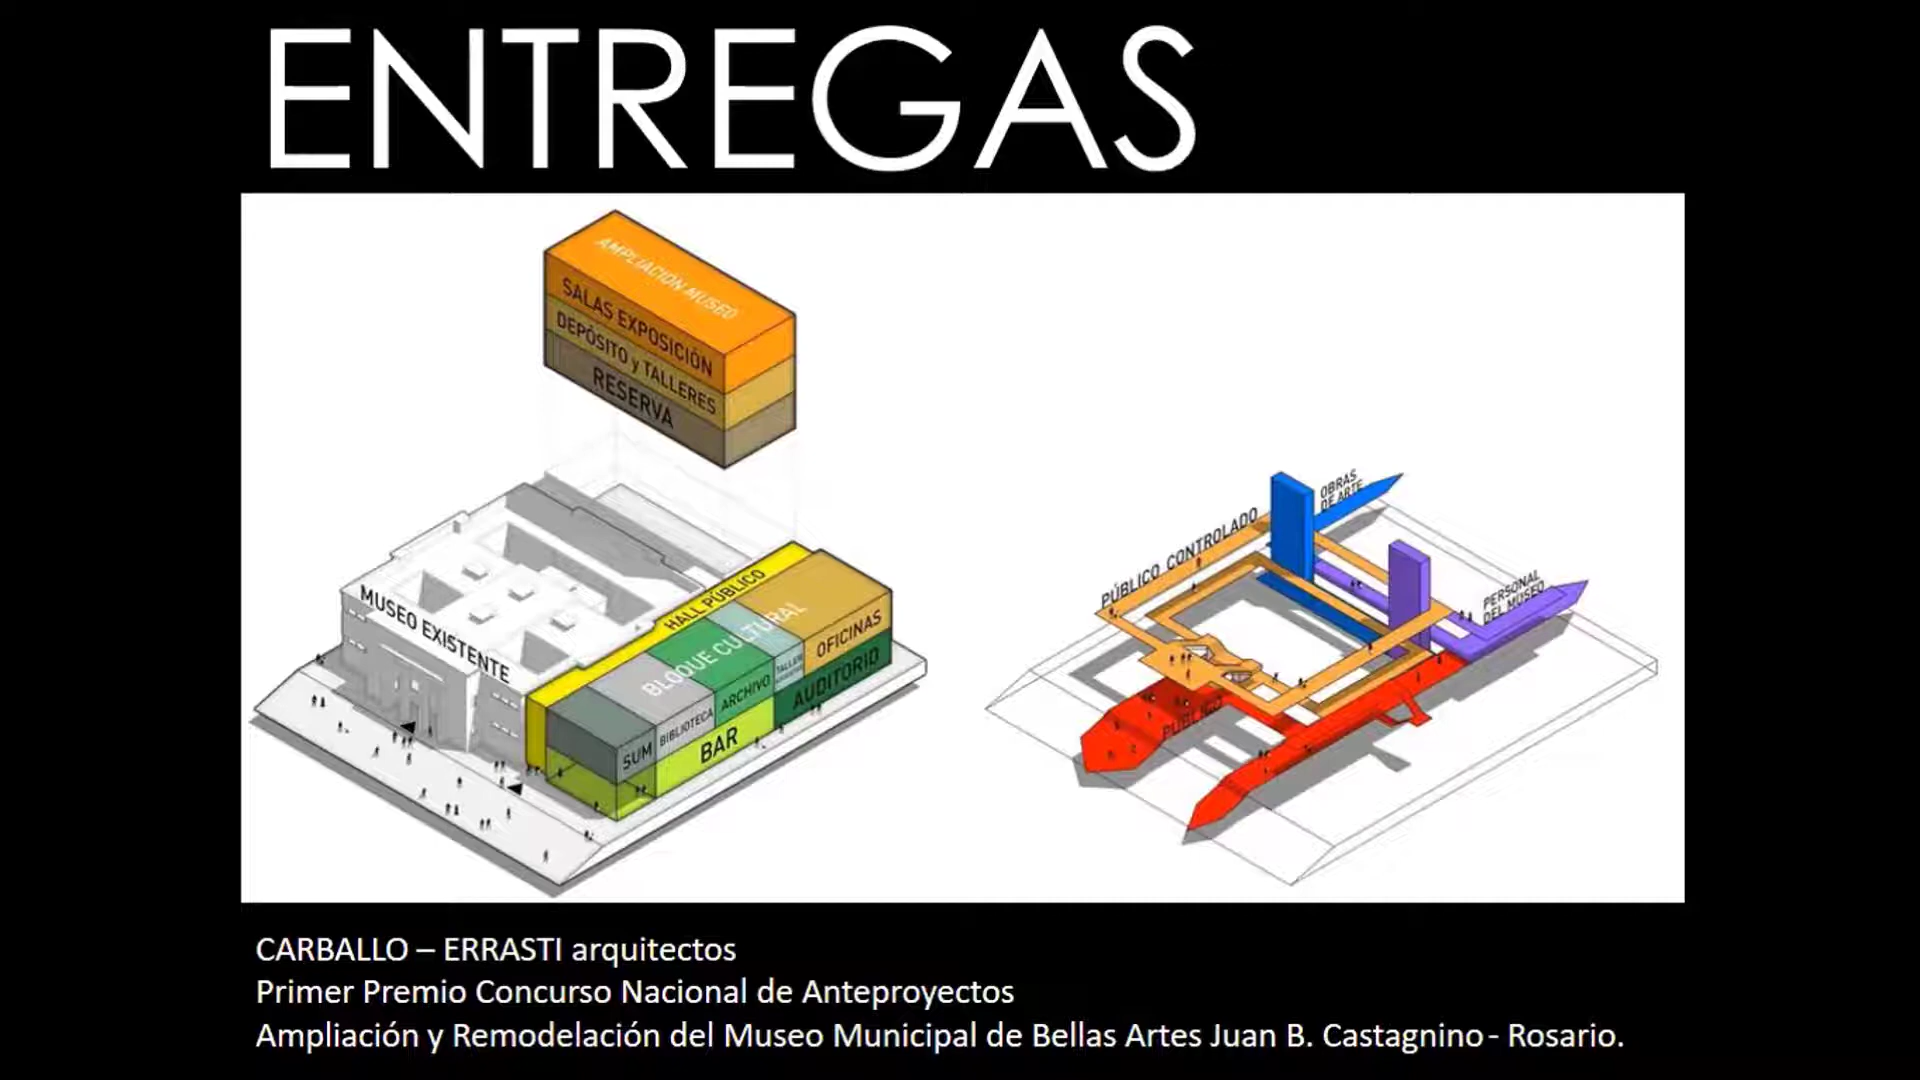 ENTREGAS
AMPLIACIÓN MUSEO
SALAS EXPOSICIÓN
DEPÓSITO y TALLERES
RESERVA
MUSEO EXISTENTE
HALL PÚBLICO
BLOQUE CULTURAL
OFICINAS
TALLER
ARCHIVO
AUDITORIO
BIBLIOTECA
SUM
BAR
OBRAS
DE ARTE
PÚBLICO CONTROLADO
PERSONAL
DEL MUSEO
PÚBLICO
CARBALLO – ERRASTI arquitectos
Primer Premio Concurso Nacional de Anteproyectos
Ampliación y Remodelación del Museo Municipal de Bellas Artes Juan B. Castagnino - Rosario.